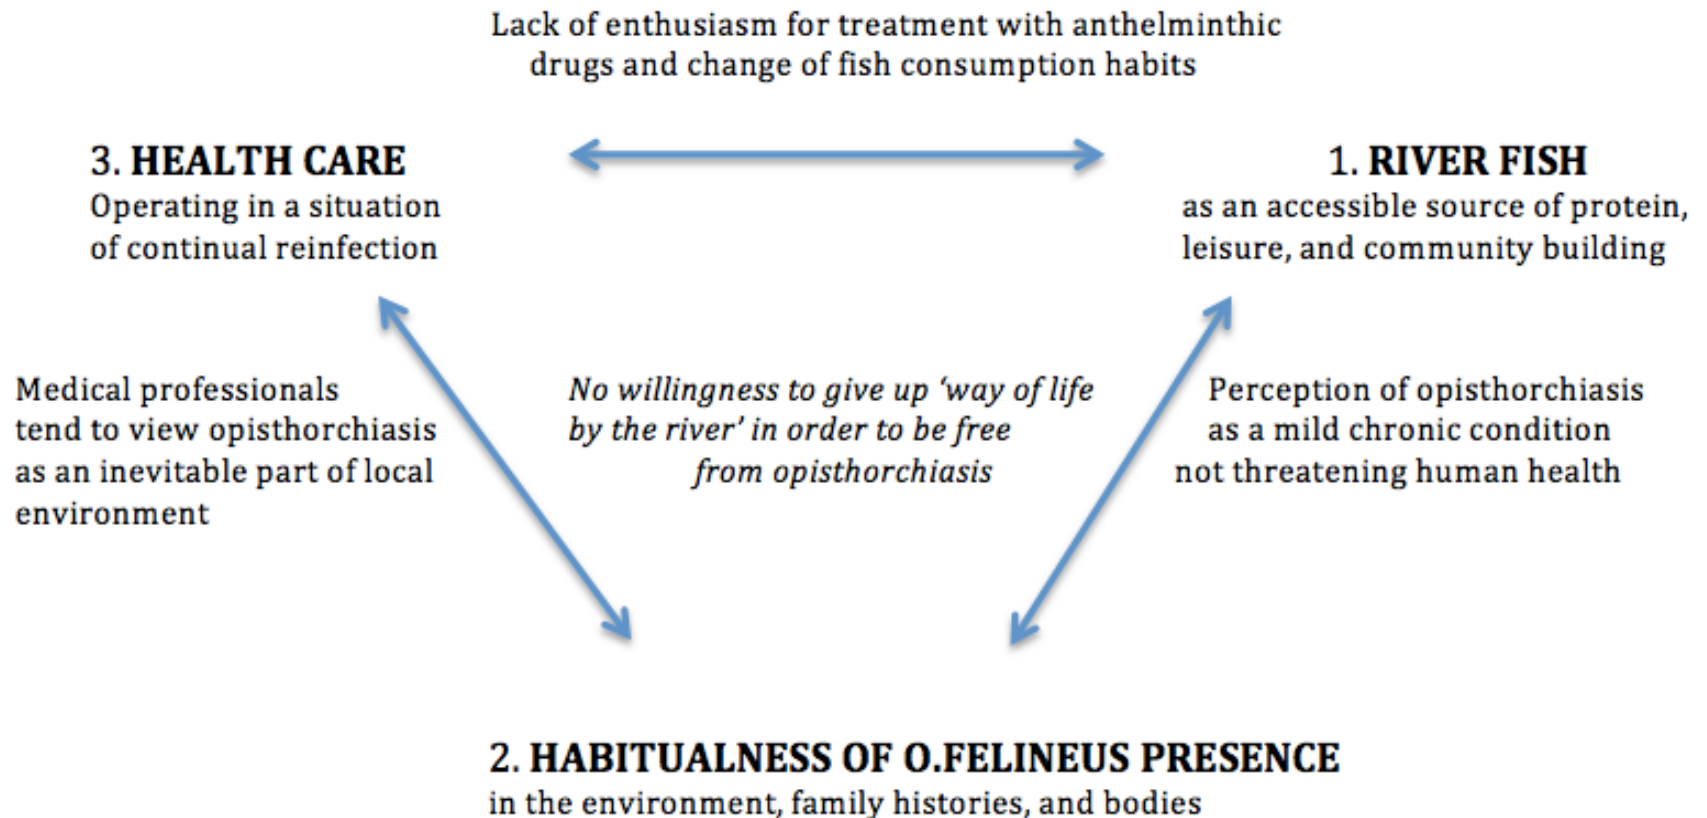 Lack of enthusiasm for treatment with anthelminthic
drugs and change of fish consumption habits
3. HEALTH CARE
Operating in a situation
of continual reinfection
1. RIVER FISH
as an accessible source of protein,
leisure, and community building
Medical professionals
tend to view opisthorchiasis
as an inevitable part of local
environment
No willingness to give up ‘way of life
by the river’ in order to be free
from opisthorchiasis
Perception of opisthorchiasis
as a mild chronic condition
not threatening human health
2. HABITUALNESS OF O.FELINEUS PRESENCE
in the environment, family histories, and bodies